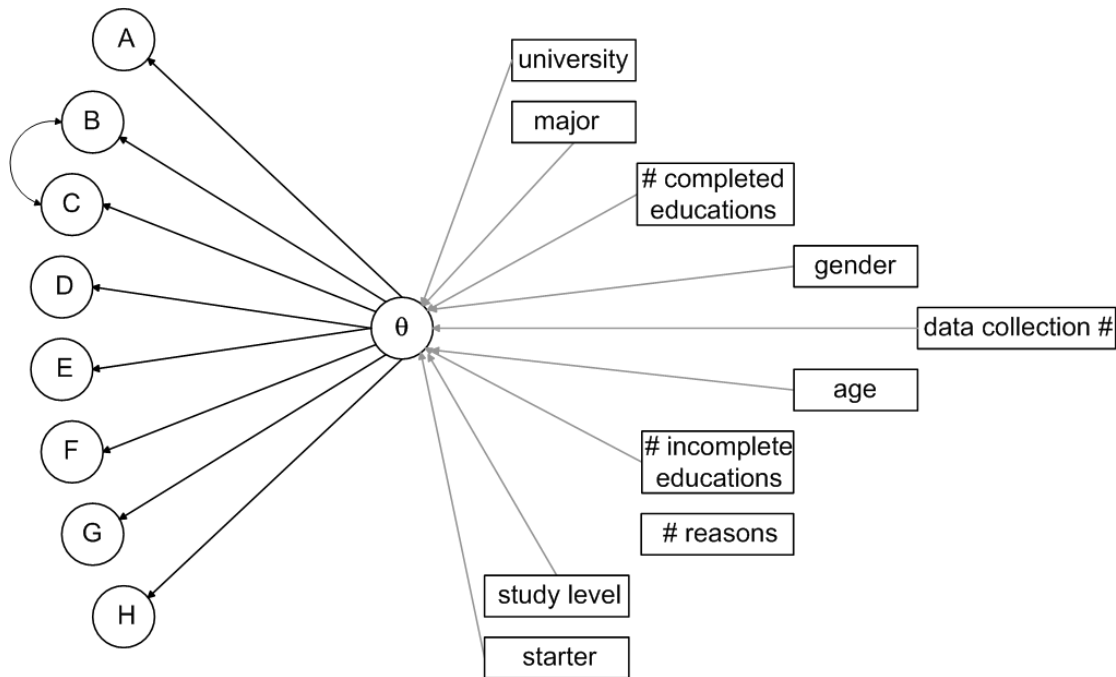 A
B
C
D
E
F
G
H
θ
university
major
# completed
educations
gender
data collection #
age
# incomplete
educations
# reasons
study level
starter